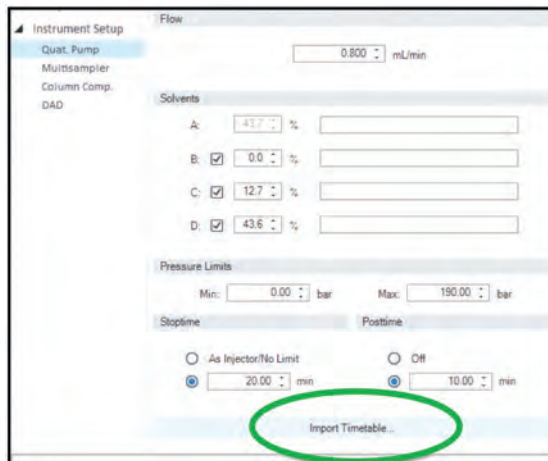 Flow
Instrument Setup
Quat. Pump
Multisampler
Column Comp.
DAD
0.800 mL/min
Solvents
A: 43.7 %
B: 0.0 %
C: 12.7 %
D: 43.6 %
Pressure Limits
Min: 0.00 bar Max: 190.00 bar
Stoptime Posttime
As Injector/No Limit Off
20.00 min 10.00 min
Import Timetable...